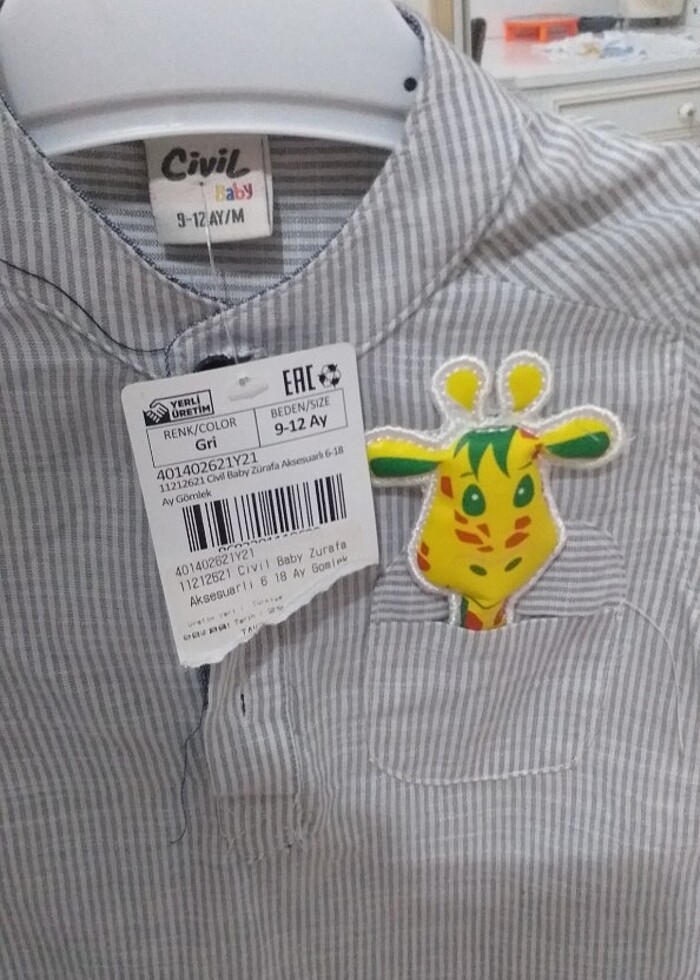 Civil
Baby
9-12 AY/M
YERLİ
ÜRETİM
EAC
RENK/COLOR
Gri
BEDEN/SIZE
9-12 Ay
401402621Y21
11212621 Civil Baby Zürafa Aksesuarlı 6-18
Ay Gömlek
401402621Y21
11212621 Civil Baby Zurafa
Aksesuarli 6 18 Ay Gomlek